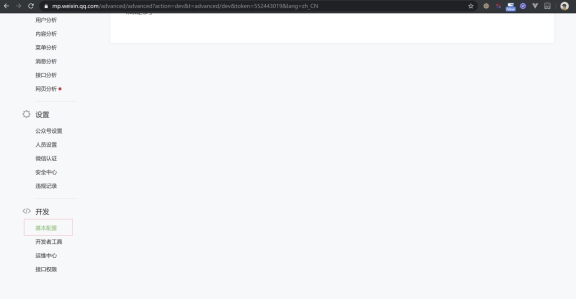 mp.weixin.qq.com/advanced/advanced?action=dev&t=advanced/dev&token=552443019&lang=zh_CN
用户分析
内容分析
菜单分析
消息分析
接口分析
网页分析
设置
公众号设置
人员设置
微信认证
安全中心
违规记录
</> 开发
基本配置
开发者工具
运维中心
接口权限